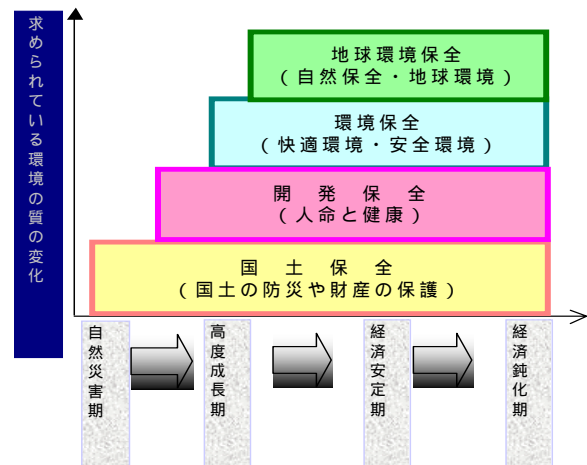 求められている環境の質の変化
地球環境保全
(自然保全・地球環境)
環境保全
(快適環境・安全環境)
開発保全
(人命と健康)
国土保全
(国土の防災や財産の保護)
自然災害期
高度成長期
経済安定期
経済鈍化期